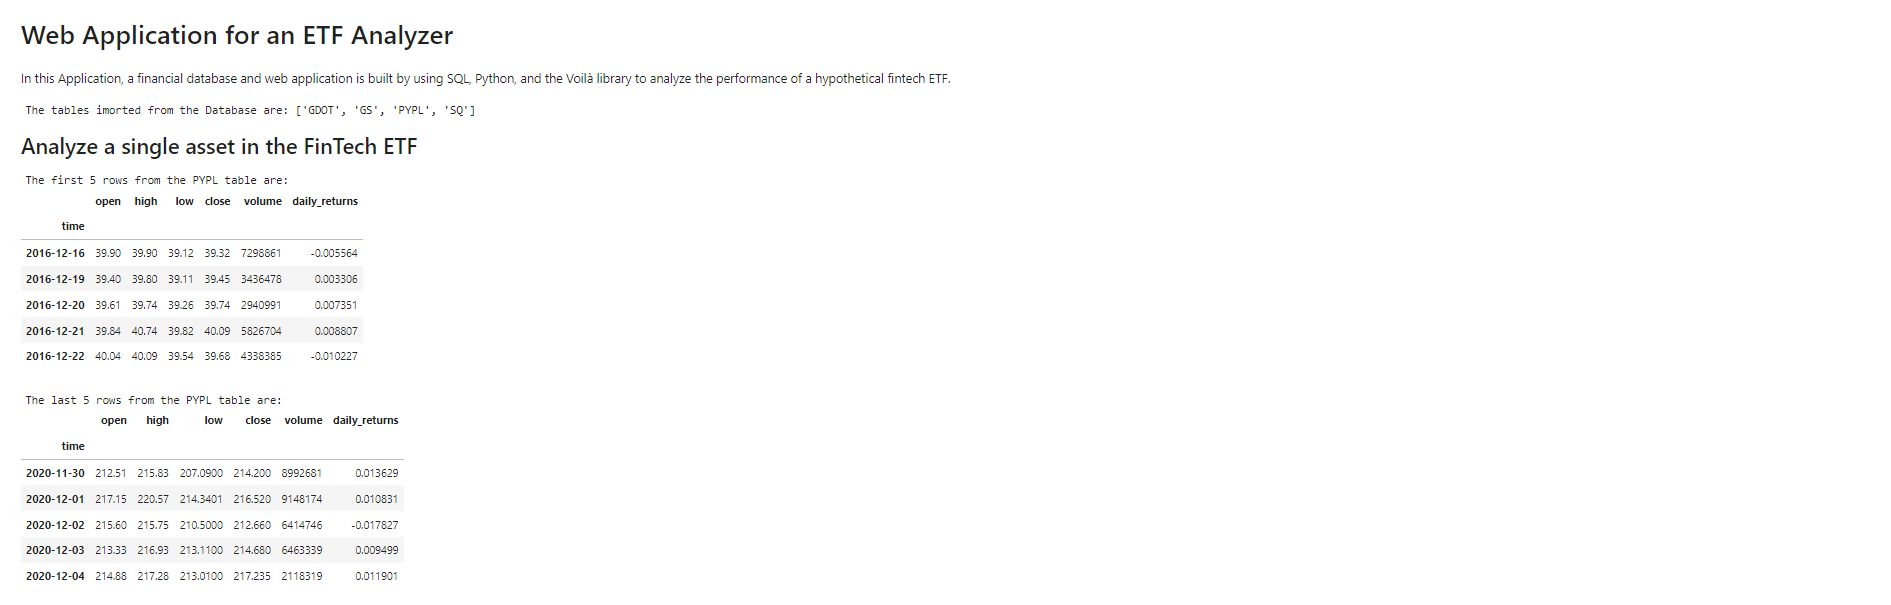 Web Application for an ETF Analyzer
In this Application, a financial database and web application is built by using SQL, Python, and the Voilà library to analyze the performance of a hypothetical fintech ETF.
The tables imorted from the Database are: ['GDOT', 'GS', 'PYPL', 'SQ']
Analyze a single asset in the FinTech ETF
The first 5 rows from the PYPL table are:
open high low close volume daily_returns
time
2016-12-16 39.90 39.90 39.12 39.32 7298861 -0.005564
2016-12-19 39.40 39.80 39.11 39.45 3436478 0.003306
2016-12-20 39.61 39.74 39.26 39.74 2940991 0.007351
2016-12-21 39.84 40.74 39.82 40.09 5826704 0.008807
2016-12-22 40.04 40.09 39.54 39.68 4338385 -0.010227
The last 5 rows from the PYPL table are:
open high low close volume daily_returns
time
2020-11-30 212.51 215.83 207.0900 214.200 8992681 0.013629
2020-12-01 217.15 220.57 214.3401 216.520 9148174 0.010831
2020-12-02 215.60 215.75 210.5000 212.660 6414746 -0.017827
2020-12-03 213.33 216.93 213.1100 214.680 6463339 0.009499
2020-12-04 214.88 217.28 213.0100 217.235 2118319 0.011901